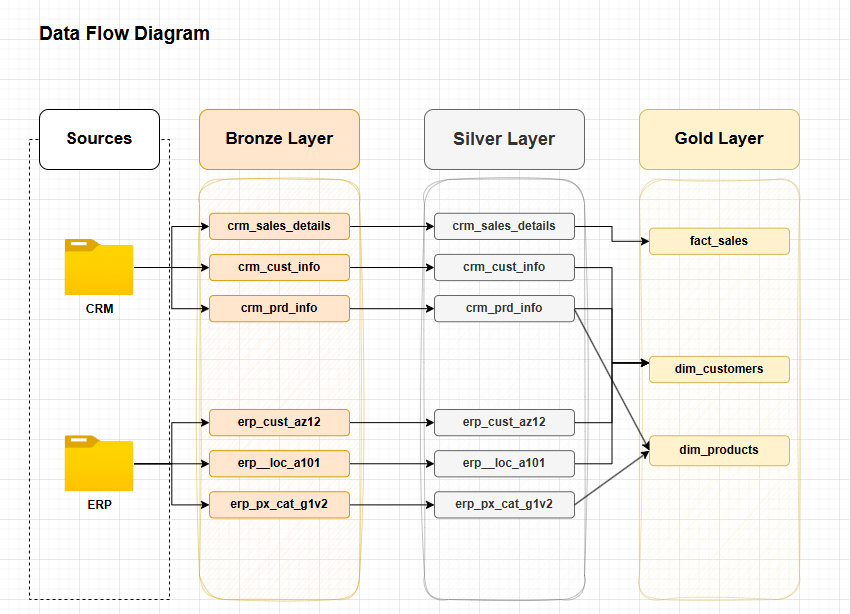 Data Flow Diagram
Sources
Bronze Layer
Silver Layer
Gold Layer
CRM
ERP
crm_sales_details
crm_cust_info
crm_prd_info
erp_cust_az12
erp__loc_a101
erp_px_cat_g1v2
crm_sales_details
crm_cust_info
crm_prd_info
erp_cust_az12
erp__loc_a101
erp_px_cat_g1v2
fact_sales
dim_customers
dim_products